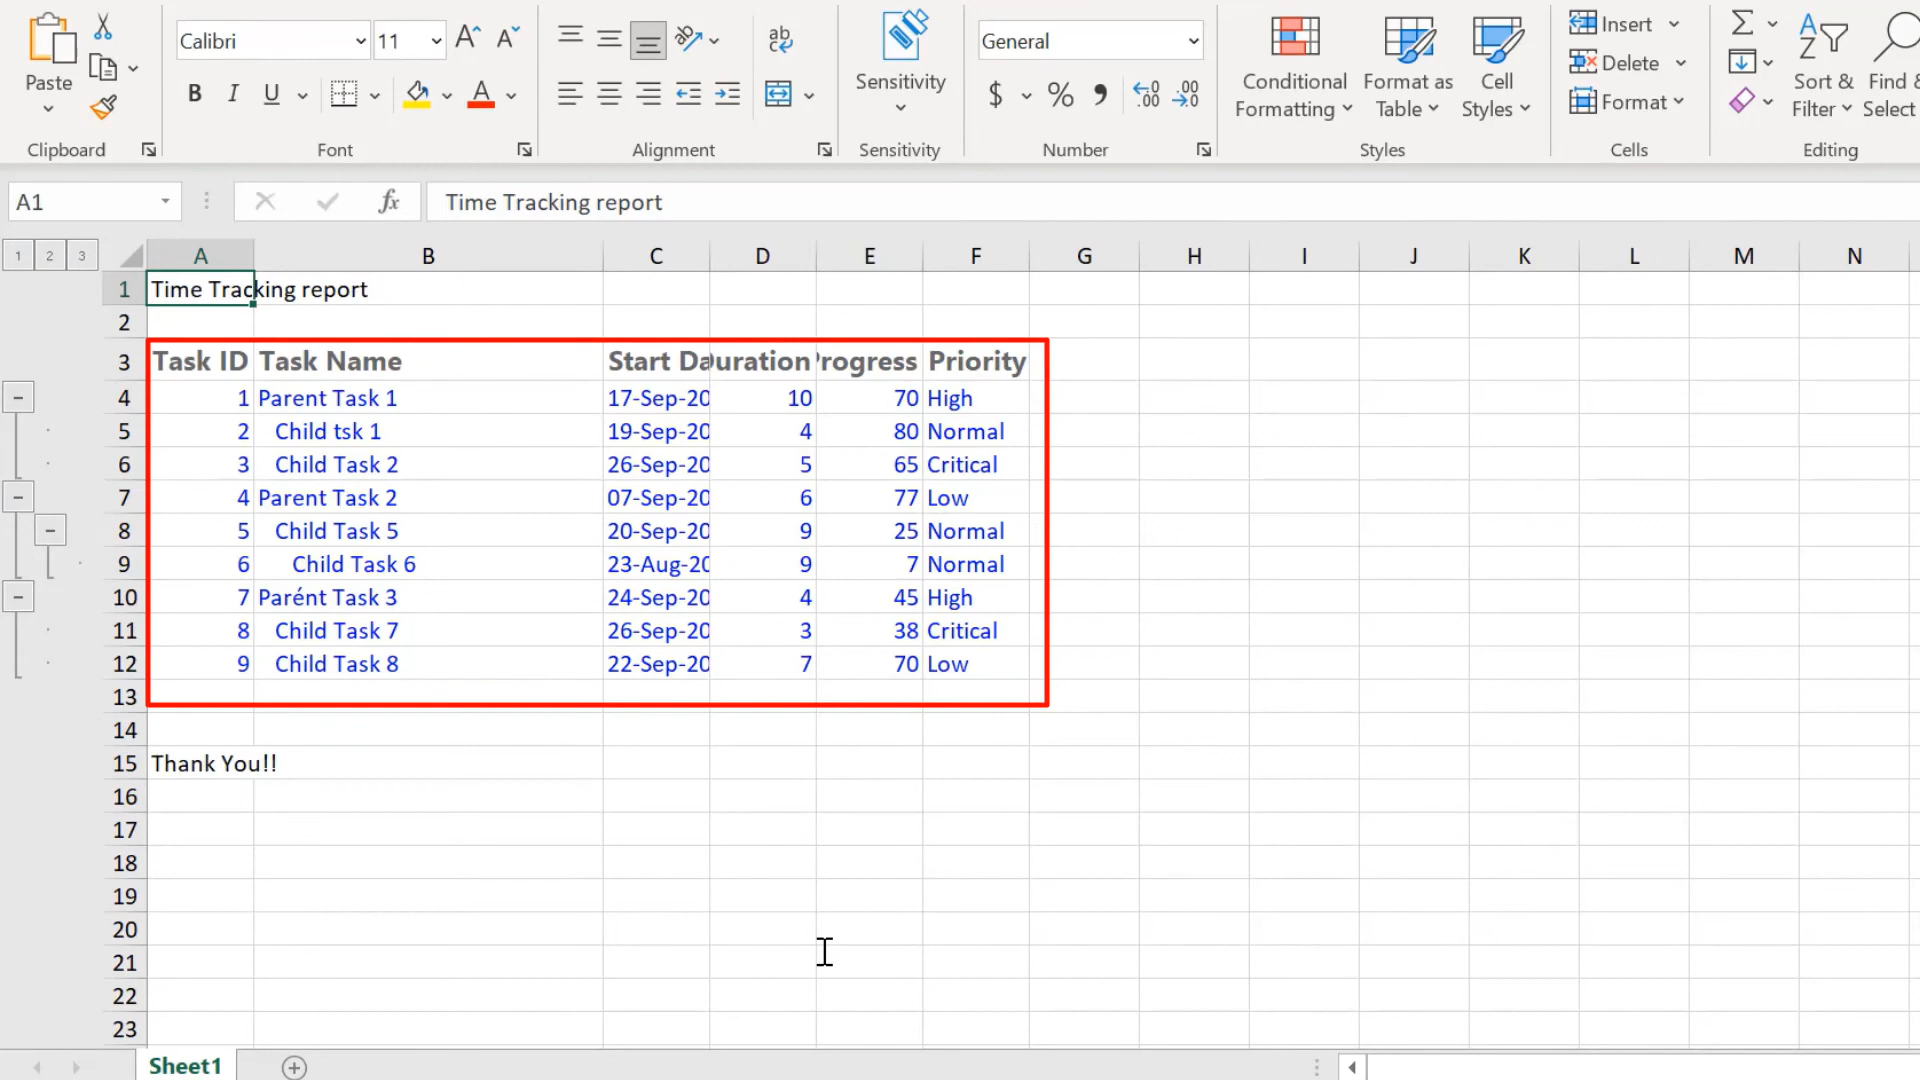 Paste
Clipboard
Calibri
11
A^ A˅
B I U
A
Font
ab
c
Alignment
Sensitivity
Sensitivity
General
$ % , .00 .00
Number
Conditional Formatting
Format as Table
Cell Styles
Styles
Insert
Delete
Format
Cells
Σ
A
Z
Sort & Filter
Find & Select
Editing
A1
fx
Time Tracking report
1 2 3
A B C D E F G H I J K L M N
1 Time Tracking report
2
3 Task ID Task Name Start Da uration rogress Priority
4 1 Parent Task 1 17-Sep-20 10 70 High
5 2 Child tsk 1 19-Sep-20 4 80 Normal
6 3 Child Task 2 26-Sep-20 5 65 Critical
7 4 Parent Task 2 07-Sep-20 6 77 Low
8 5 Child Task 5 20-Sep-20 9 25 Normal
9 6 Child Task 6 23-Aug-20 9 7 Normal
10 7 Parént Task 3 24-Sep-20 4 45 High
11 8 Child Task 7 26-Sep-20 3 38 Critical
12 9 Child Task 8 22-Sep-20 7 70 Low
13
14
15 Thank You!!
16
17
18
19
20
21
22
23
Sheet1